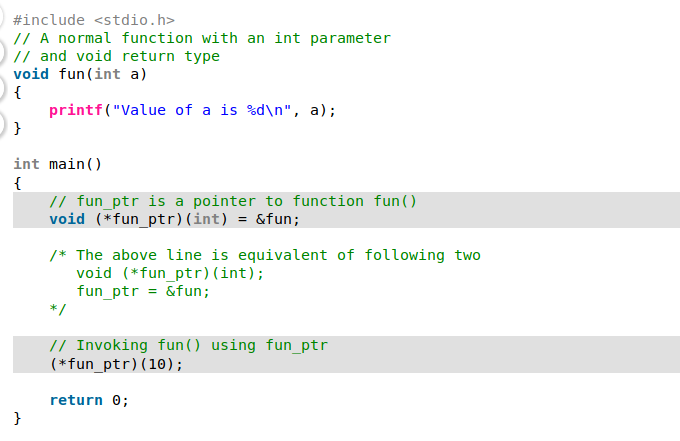 #include <stdio.h>
// A normal function with an int parameter
// and void return type
void fun(int a)
{
    printf("Value of a is %d\n", a);
}

int main()
{
    // fun_ptr is a pointer to function fun()
    void (*fun_ptr)(int) = &fun;

    /* The above line is equivalent of following two
       void (*fun_ptr)(int);
       fun_ptr = &fun;
    */

    // Invoking fun() using fun_ptr
    (*fun_ptr)(10);

    return 0;
}